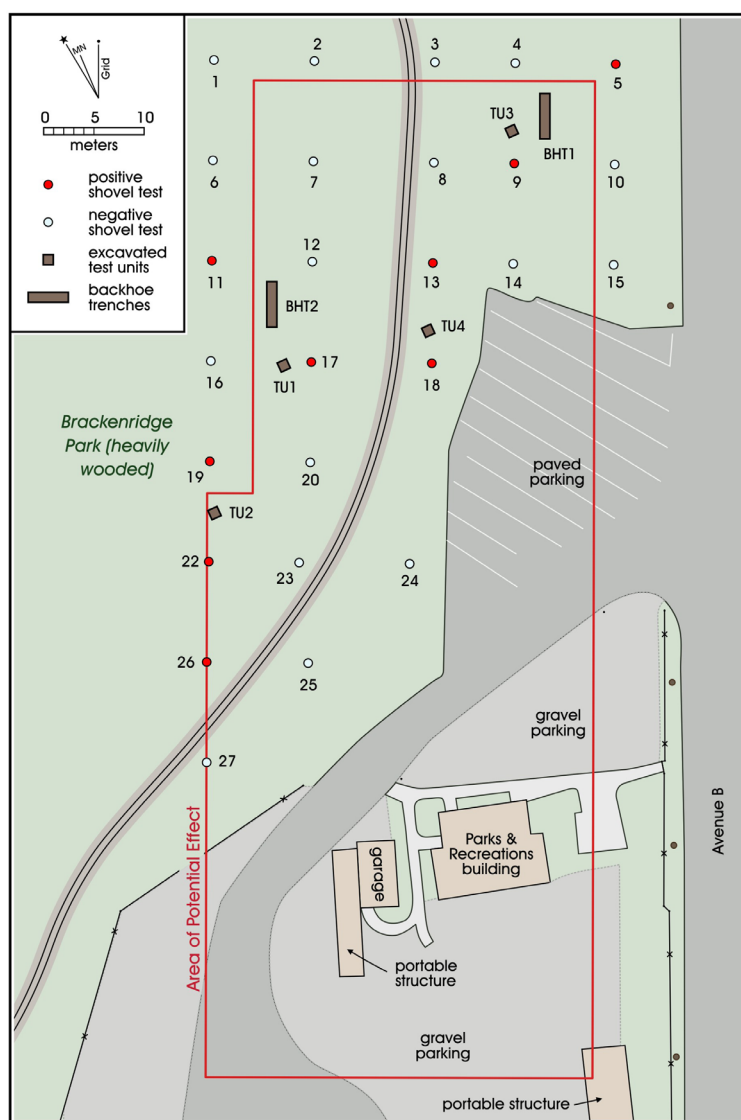 MN
Grid
0 5 10
meters
positive
shovel test
negative
shovel test
excavated
test units
backhoe
trenches
1
2
3
4
5
TU3
BHT1
6
7
8
9
10
11
12
13
14
15
BHT2
TU4
16
TU1
17
18
Brackenridge
Park (heavily
wooded)
19
20
paved
parking
TU2
22
23
24
26
25
27
gravel
parking
Area of Potential Effect
Avenue B
Parks &
Recreations
building
garage
portable
structure
gravel
parking
portable structure